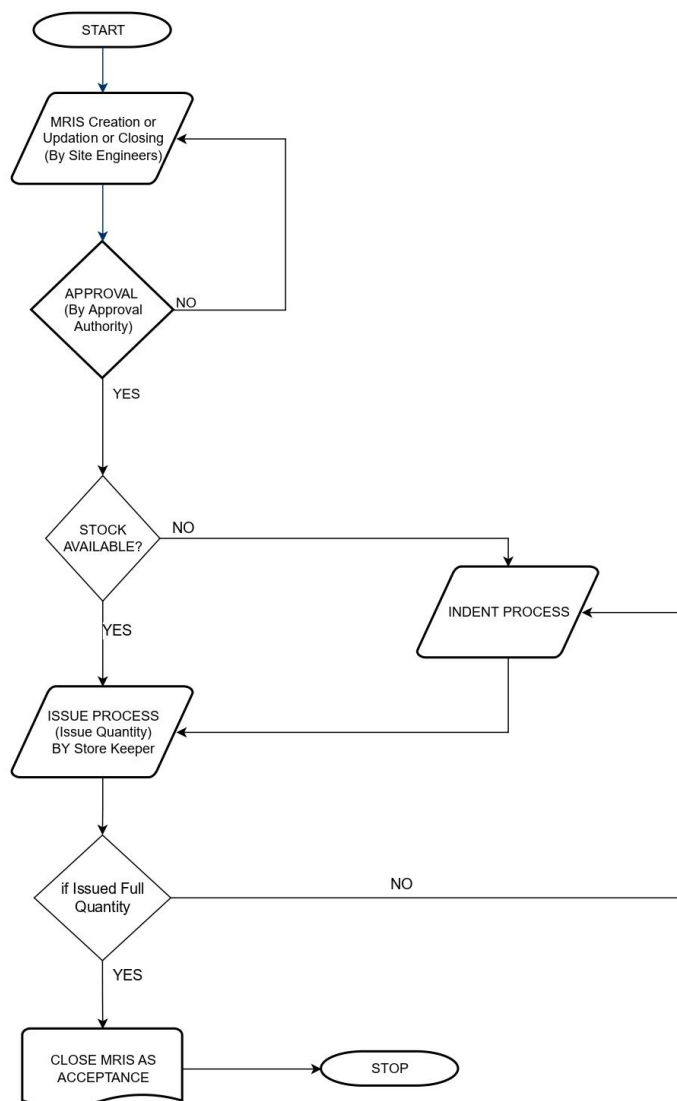 START
MRIS Creation or
Updation or Closing
(By Site Engineers)
APPROVAL
(By Approval
Authority)
NO
YES
STOCK
AVAILABLE?
NO
YES
INDENT PROCESS
ISSUE PROCESS
(Issue Quantity)
BY Store Keeper
if Issued Full
Quantity
NO
YES
CLOSE MRIS AS
ACCEPTANCE
STOP